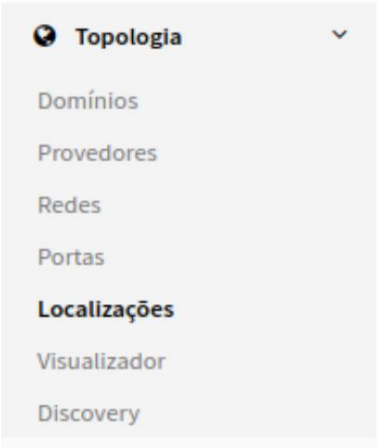 Topologia
Domínios
Provedores
Redes
Portas
Localizações
Visualizador
Discovery